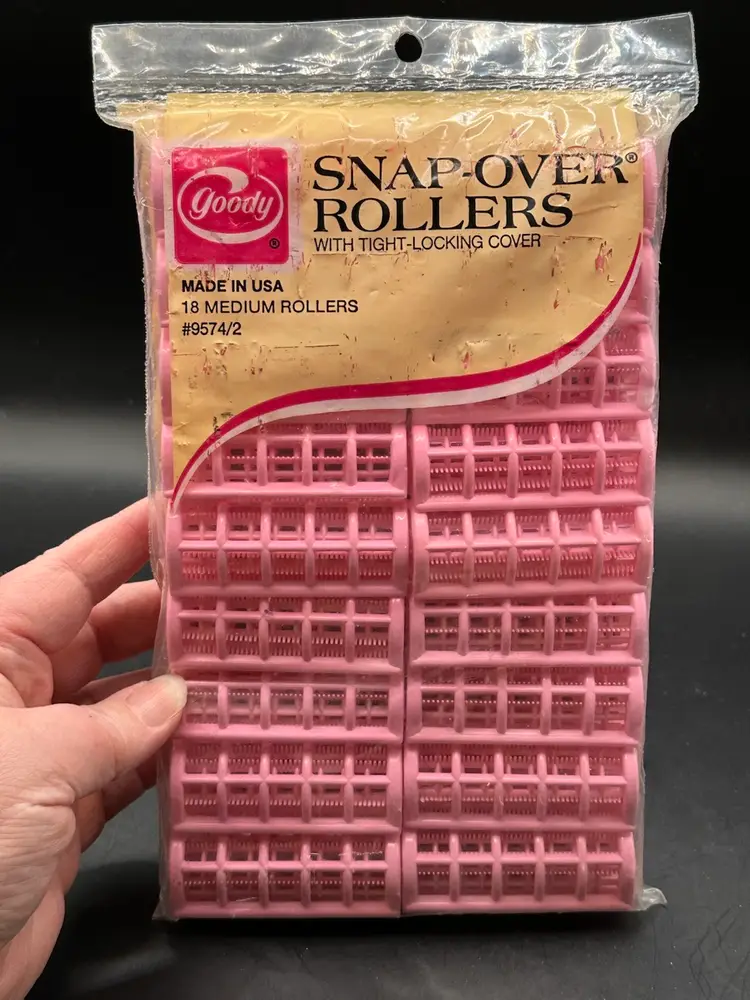 goody
®
SNAP-OVER®
ROLLERS
WITH TIGHT-LOCKING COVER
MADE IN USA
18 MEDIUM ROLLERS
#9574/2